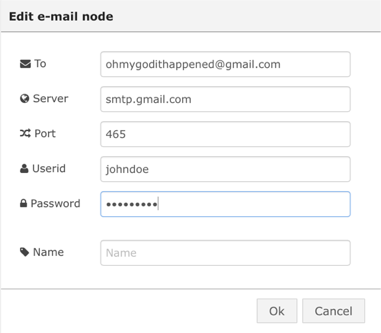 Edit e-mail node
To ohmygodithappened@gmail.com
Server smtp.gmail.com
Port 465
Userid johndoe
Password •••••••••
Name Name
Ok Cancel